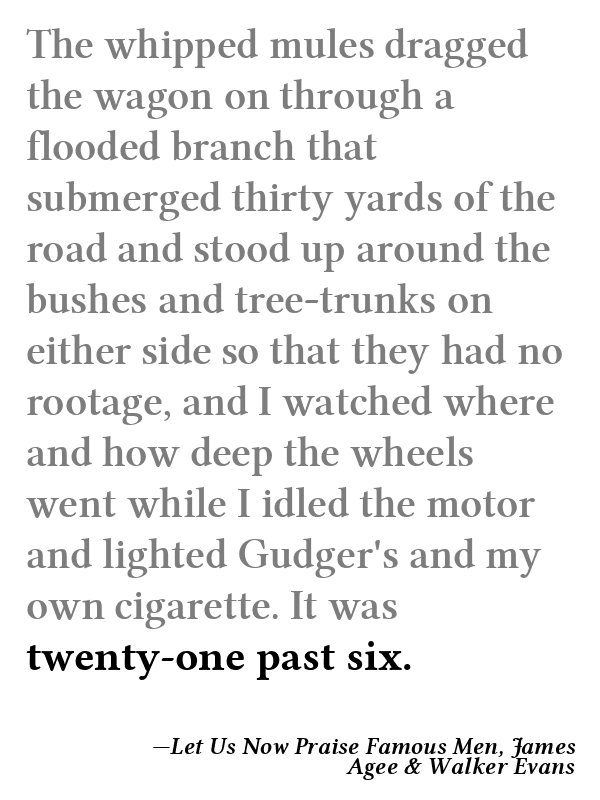 The whipped mules dragged
the wagon on through a
flooded branch that
submerged thirty yards of the
road and stood up around the
bushes and tree-trunks on
either side so that they had no
rootage, and I watched where
and how deep the wheels
went while I idled the motor
and lighted Gudger's and my
own cigarette. It was
twenty-one past six.
—Let Us Now Praise Famous Men, James
Agee & Walker Evans